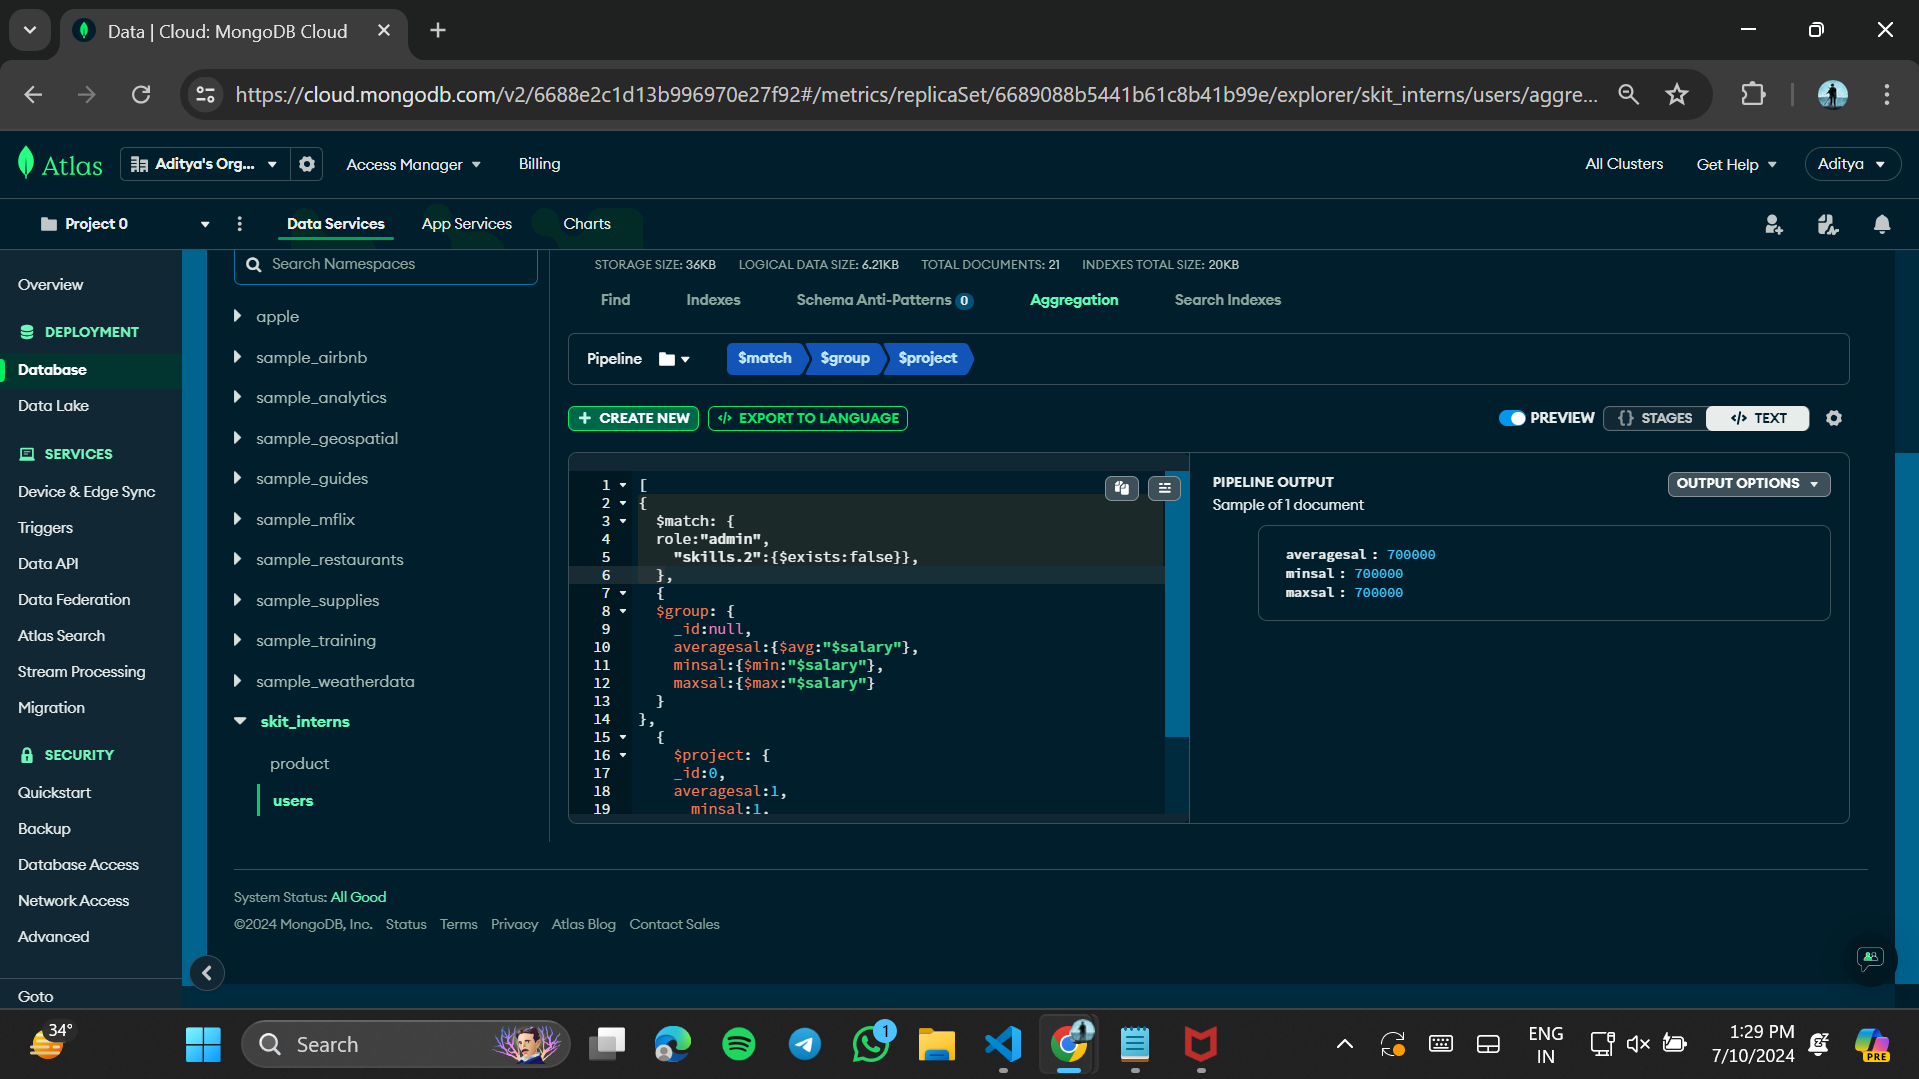 Data | Cloud: MongoDB Cloud
https://cloud.mongodb.com/v2/6688e2c1d13b996970e27f92#/metrics/replicaSet/6689088b5441b61c8b41b99e/explorer/skit_interns/users/aggre...
Atlas
Aditya's Org...
Access Manager
Billing
All Clusters
Get Help
Aditya
Project 0
Data Services
App Services
Charts
Overview
DEPLOYMENT
Database
Data Lake
SERVICES
Device & Edge Sync
Triggers
Data API
Data Federation
Atlas Search
Stream Processing
Migration
SECURITY
Quickstart
Backup
Database Access
Network Access
Advanced
Goto
Search Namespaces
apple
sample_airbnb
sample_analytics
sample_geospatial
sample_guides
sample_mflix
sample_restaurants
sample_supplies
sample_training
sample_weatherdata
skit_interns
product
users
STORAGE SIZE: 36KB LOGICAL DATA SIZE: 6.21KB TOTAL DOCUMENTS: 21 INDEXES TOTAL SIZE: 20KB
Find Indexes Schema Anti-Patterns 0 Aggregation Search Indexes
Pipeline $match $group $project
+ CREATE NEW </> EXPORT TO LANGUAGE
PREVIEW {} STAGES </> TEXT
1 [
2 {
3 $match: {
4 role:"admin",
5 "skills.2":{$exists:false}},
6 },
7 {
8 $group: {
9 _id:null,
10 averagesal:{$avg:"$salary"},
11 minsal:{$min:"$salary"},
12 maxsal:{$max:"$salary"}
13 }
14 },
15 {
16 $project: {
17 _id:0,
18 averagesal:1,
19 minsal:1,
PIPELINE OUTPUT
Sample of 1 document
OUTPUT OPTIONS
averagesal : 700000
minsal : 700000
maxsal : 700000
System Status: All Good
©2024 MongoDB, Inc. Status Terms Privacy Atlas Blog Contact Sales
34°
Search
1
ENG
IN
1:29 PM
7/10/2024
PRE